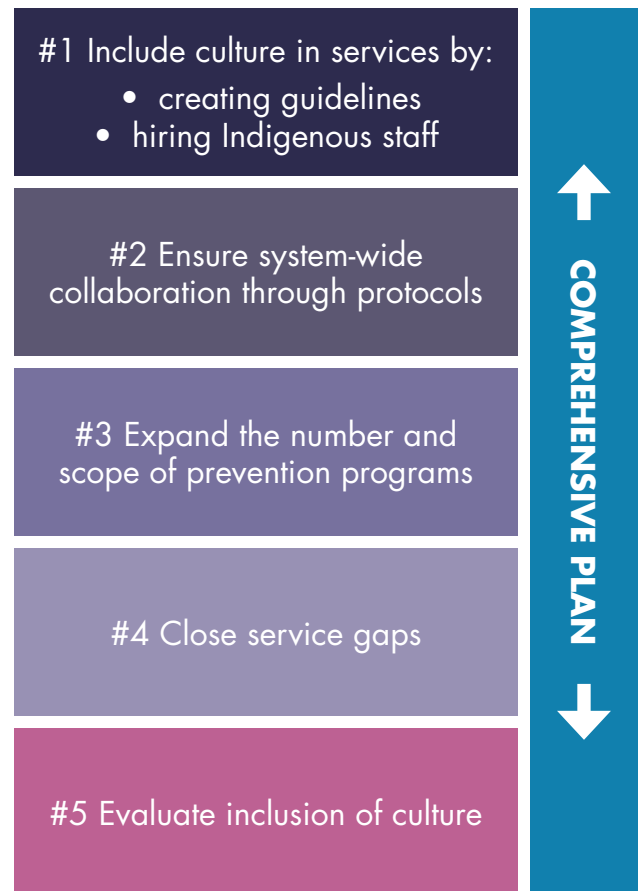 #1 Include culture in services by:
• creating guidelines
• hiring Indigenous staff
#2 Ensure system-wide
collaboration through protocols
#3 Expand the number and
scope of prevention programs
#4 Close service gaps
#5 Evaluate inclusion of culture
COMPREHENSIVE PLAN